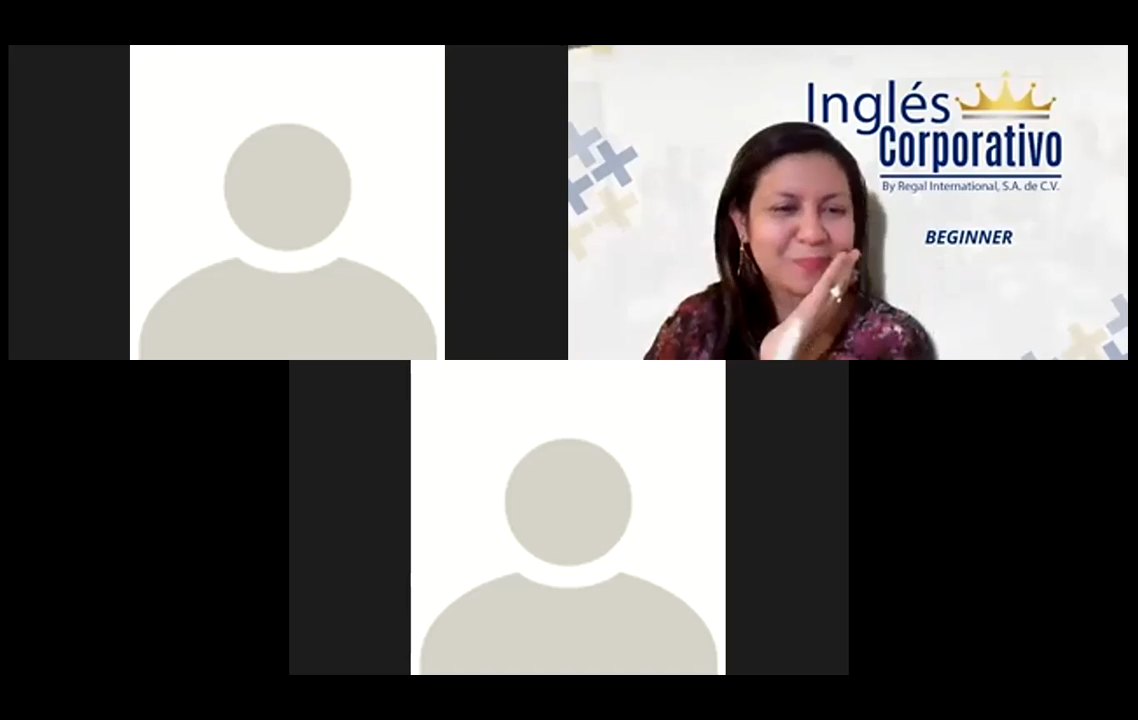 Inglés
Corporativo
By Regal International, S.A. de C.V.
BEGINNER